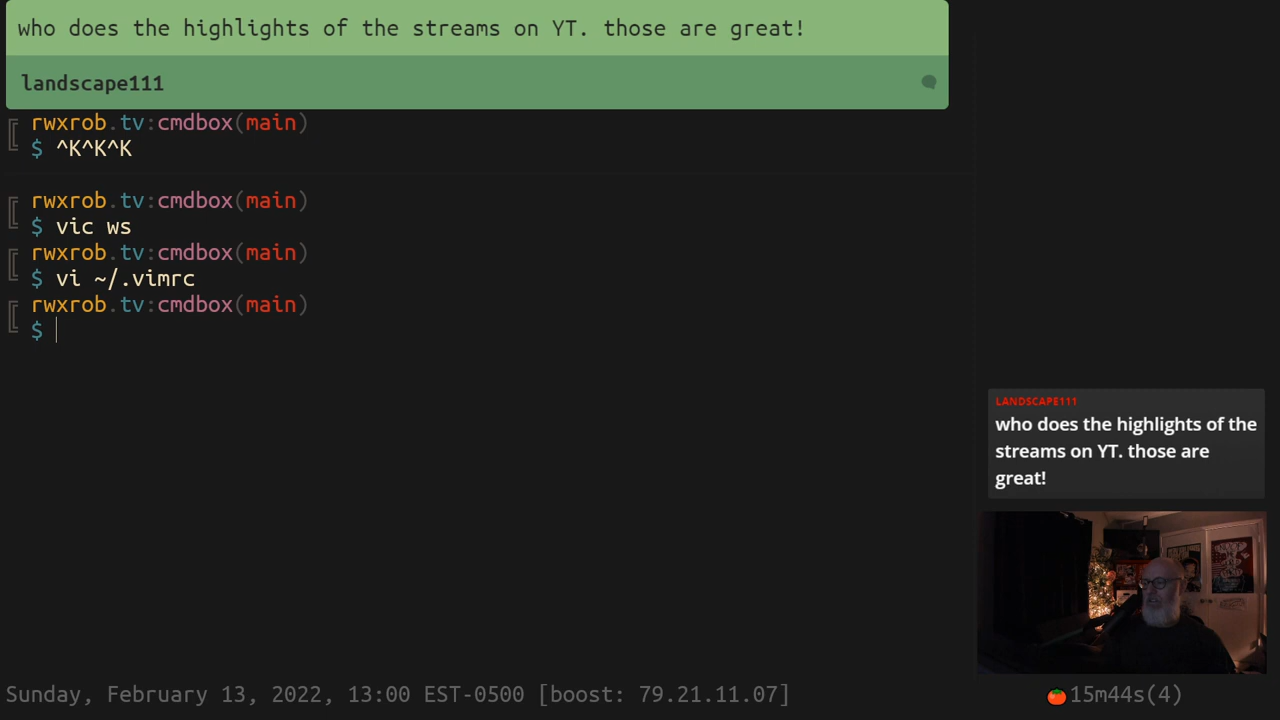 who does the highlights of the streams on YT. those are great!
landscape111
rwxrob.tv:cmdbox(main)
$ ^K^K^K
rwxrob.tv:cmdbox(main)
$ vic ws
rwxrob.tv:cmdbox(main)
$ vi ~/.vimrc
rwxrob.tv:cmdbox(main)
$
LANDSCAPE111
who does the highlights of the
streams on YT. those are
great!
Sunday, February 13, 2022, 13:00 EST-0500 [boost: 79.21.11.07]
🍅15m44s(4)